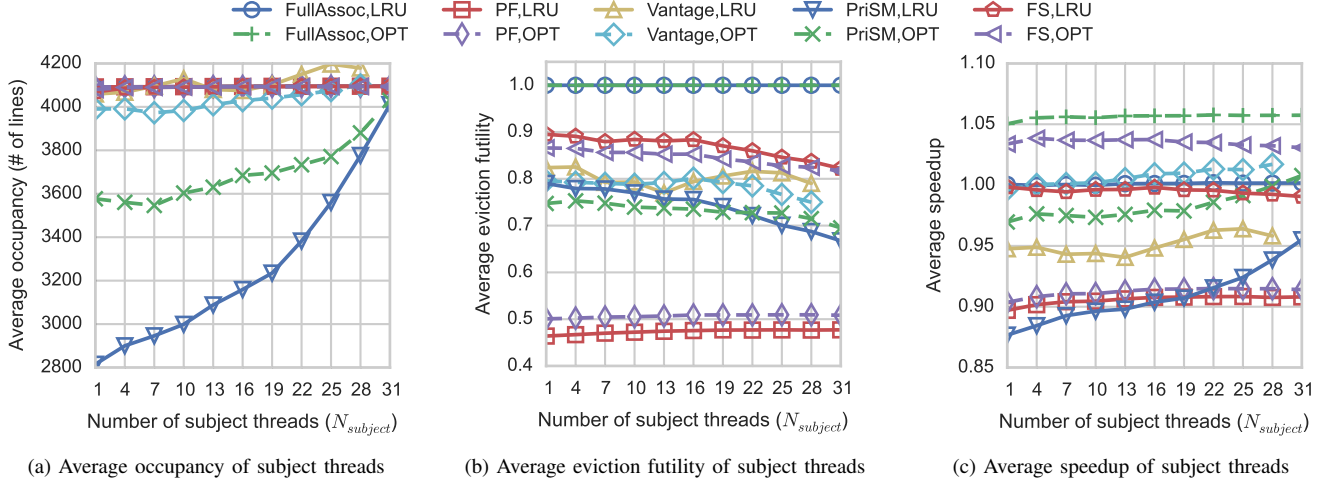 FullAssoc,LRU PF,LRU Vantage,LRU PriSM,LRU FS,LRU
FullAssoc,OPT PF,OPT Vantage,OPT PriSM,OPT FS,OPT
Average occupancy (# of lines)
4200
4000
3800
3600
3400
3200
3000
2800
1 4 7 10 13 16 19 22 25 28 31
Number of subject threads (N_subject)
(a) Average occupancy of subject threads
Average eviction futility
1.0
0.9
0.8
0.7
0.6
0.5
0.4
1 4 7 10 13 16 19 22 25 28 31
Number of subject threads (N_subject)
(b) Average eviction futility of subject threads
Average speedup
1.10
1.05
1.00
0.95
0.90
0.85
1 4 7 10 13 16 19 22 25 28 31
Number of subject threads (N_subject)
(c) Average speedup of subject threads